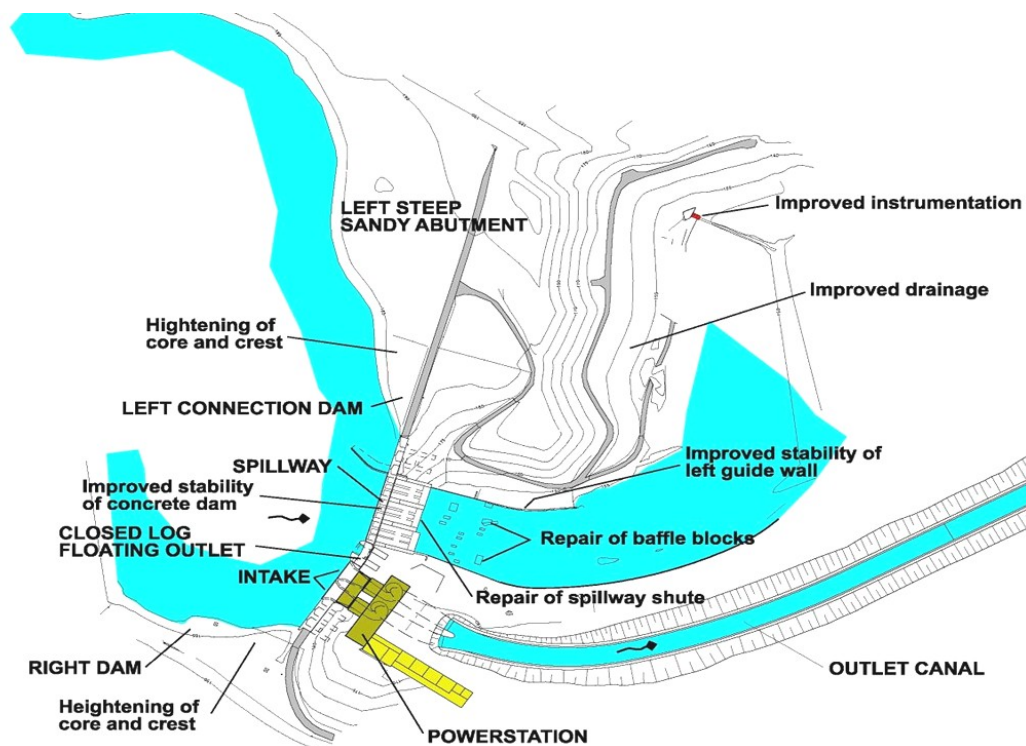 LEFT STEEP
SANDY ABUTMENT
Improved instrumentation
Improved drainage
Hightening of
core and crest
LEFT CONNECTION DAM
SPILLWAY
Improved stability of
left guide wall
Improved stability
of concrete dam
CLOSED LOG
FLOATING OUTLET
Repair of baffle blocks
INTAKE
Repair of spillway shute
RIGHT DAM
OUTLET CANAL
Heightening of
core and crest
POWERSTATION